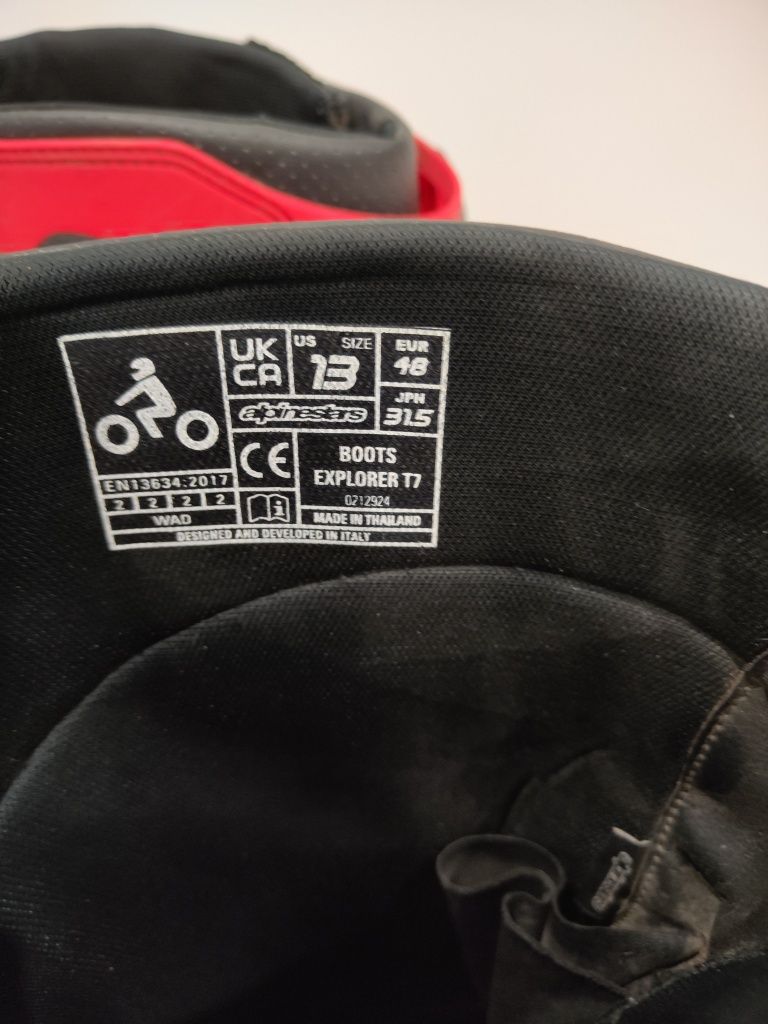 UK
CA
US SIZE
13
EUR
48
JPN
31.5
alpinestars
CE
BOOTS
EXPLORER T7
0212924
MADE IN THAILAND
EN13634:2017
2 2 2 2
WAD
DESIGNED AND DEVELOPED IN ITALY